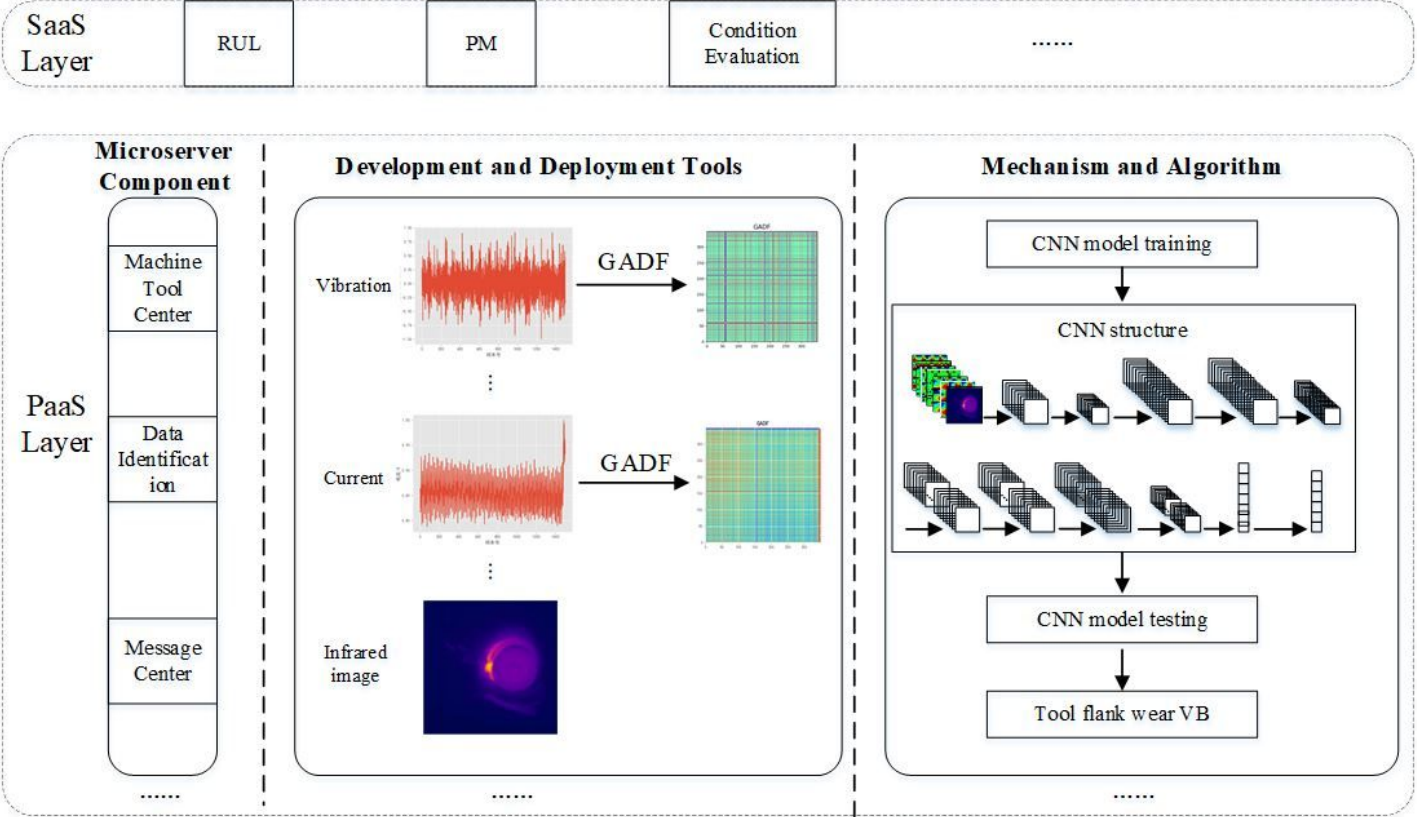 SaaS
Layer
RUL
PM
Condition
Evaluation
......
PaaS
Layer
Microserver
Component
Machine
Tool
Center
Data
Identificat
ion
Message
Center
......
Development and Deployment Tools
Vibration
GADF
GADF
Current
GADF
GADF
Infrared
image
......
Mechanism and Algorithm
CNN model training
CNN structure
CNN model testing
Tool flank wear VB
......